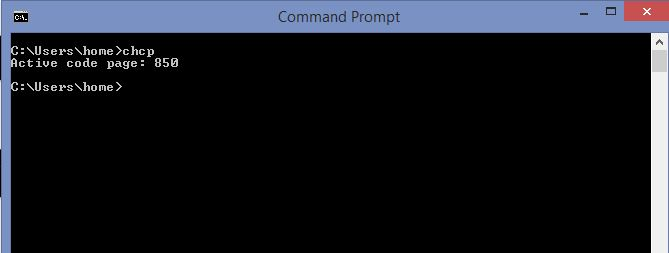 Command Prompt
C:\Users\home>chcp
Active code page: 850
C:\Users\home>